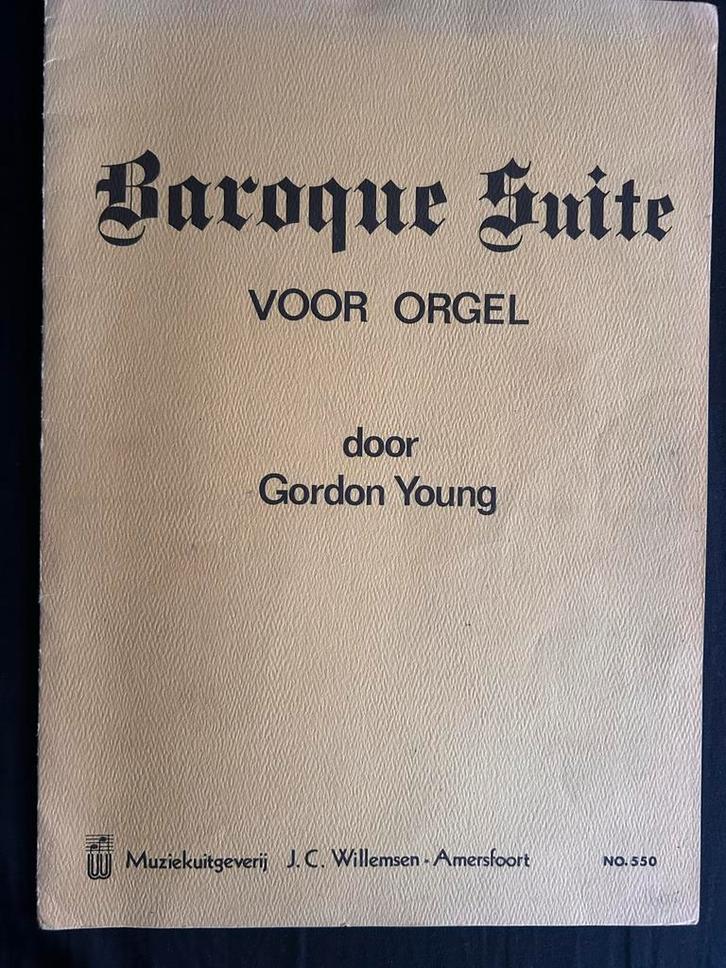 Baroque Suite
VOOR ORGEL
door
Gordon Young
Muziekuitgeverij J.C. Willemsen - Amersfoort NO. 550